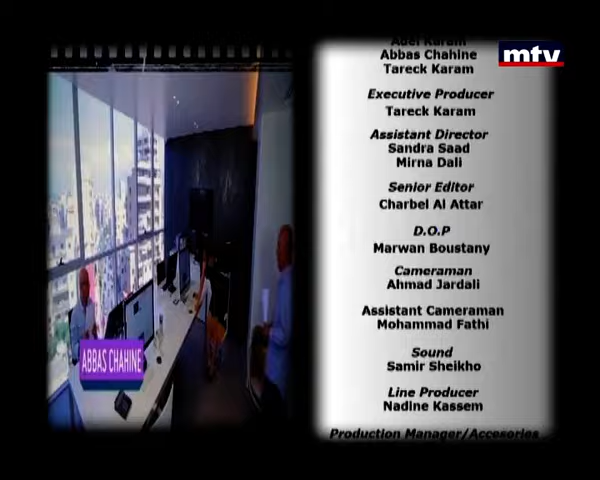 mtv
Adel Karam
Abbas Chahine
Tareck Karam
Executive Producer
Tareck Karam
Assistant Director
Sandra Saad
Mirna Dali
Senior Editor
Charbel Al Attar
D.O.P
Marwan Boustany
Cameraman
Ahmad Jardali
Assistant Cameraman
Mohammad Fathi
Sound
Samir Sheikho
Line Producer
Nadine Kassem
Production Manager/Accesories
ABBAS CHAHINE